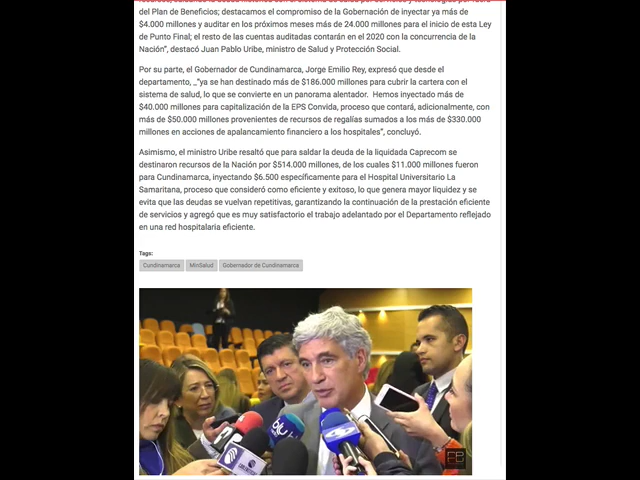 del Plan de Beneficios; destacamos el compromiso de la Gobernación de inyectar ya más de
$4.000 millones y auditar en los próximos meses más de 24.000 millones para el inicio de esta Ley
de Punto Final; el resto de las cuentas auditadas contarán en el 2020 con la concurrencia de la
Nación”, destacó Juan Pablo Uribe, ministro de Salud y Protección Social.
Por su parte, el Gobernador de Cundinamarca, Jorge Emilio Rey, expresó que desde el
departamento, _“ya se han destinado más de $186.000 millones para cubrir la cartera con el
sistema de salud, lo que se convierte en un panorama alentador. Hemos inyectado más de
$40.000 millones para capitalización de la EPS Convida, proceso que contará, adicionalmente, con
más de $50.000 millones provenientes de recursos de regalías sumados a los más de $330.000
millones en acciones de apalancamiento financiero a los hospitales”, concluyó.
Asimismo, el ministro Uribe resaltó que para saldar la deuda de la liquidada Caprecom se
destinaron recursos de la Nación por $514.000 millones, de los cuales $11.000 millones fueron
para Cundinamarca, inyectando $6.500 específicamente para el Hospital Universitario La
Samaritana, proceso que consideró como eficiente y exitoso, lo que genera mayor liquidez y se
evita que las deudas se vuelvan repetitivas, garantizando la continuación de la prestación eficiente
de servicios y agregó que es muy satisfactorio el trabajo adelantado por el Departamento reflejado
en una red hospitalaria eficiente.
Tags:
Cundinamarca MinSalud Gobernador de Cundinamarca
blu